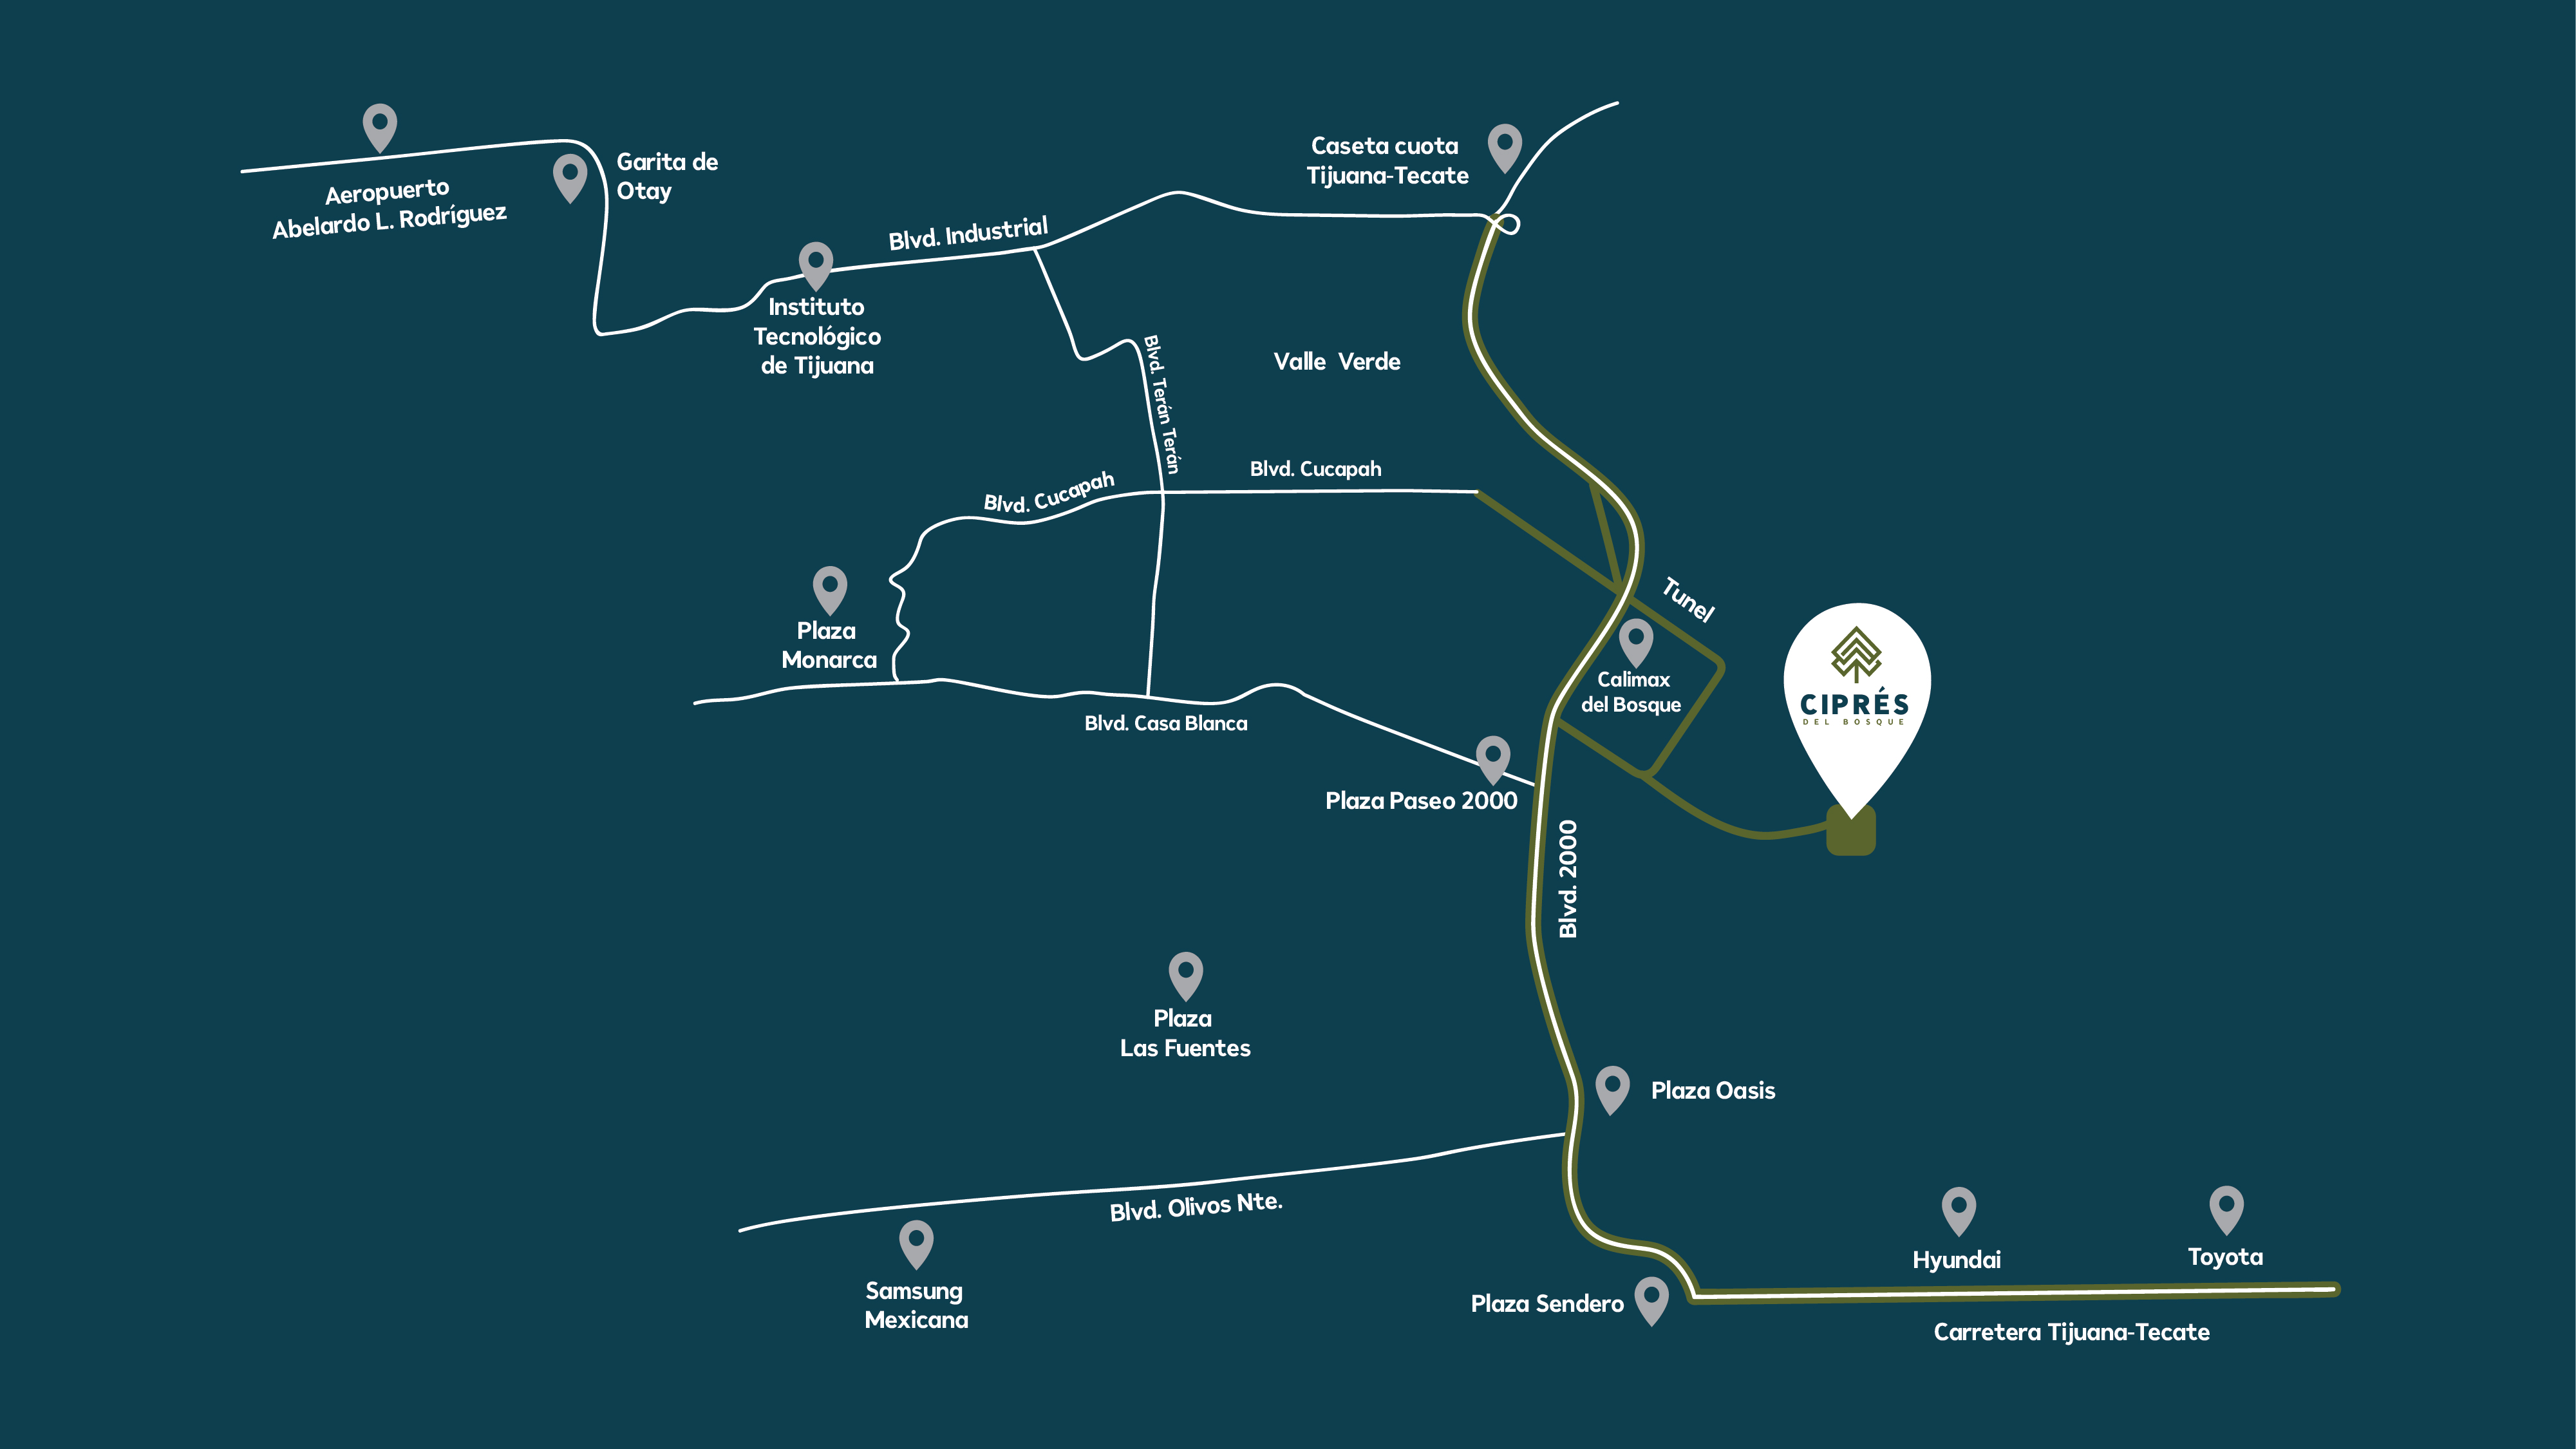 Aeropuerto
Abelardo L. Rodríguez
Garita de
Otay
Caseta cuota
Tijuana-Tecate
Blvd. Industrial
Instituto
Tecnológico
de Tijuana
Blvd. Terán Terán
Valle Verde
Blvd. Cucapah
Blvd. Cucapah
Tunel
Plaza
Monarca
Calimax
del Bosque
CIPRÉS
DEL BOSQUE
Blvd. Casa Blanca
Plaza Paseo 2000
Blvd. 2000
Plaza
Las Fuentes
Plaza Oasis
Blvd. Olivos Nte.
Samsung
Mexicana
Plaza Sendero
Hyundai
Toyota
Carretera Tijuana-Tecate